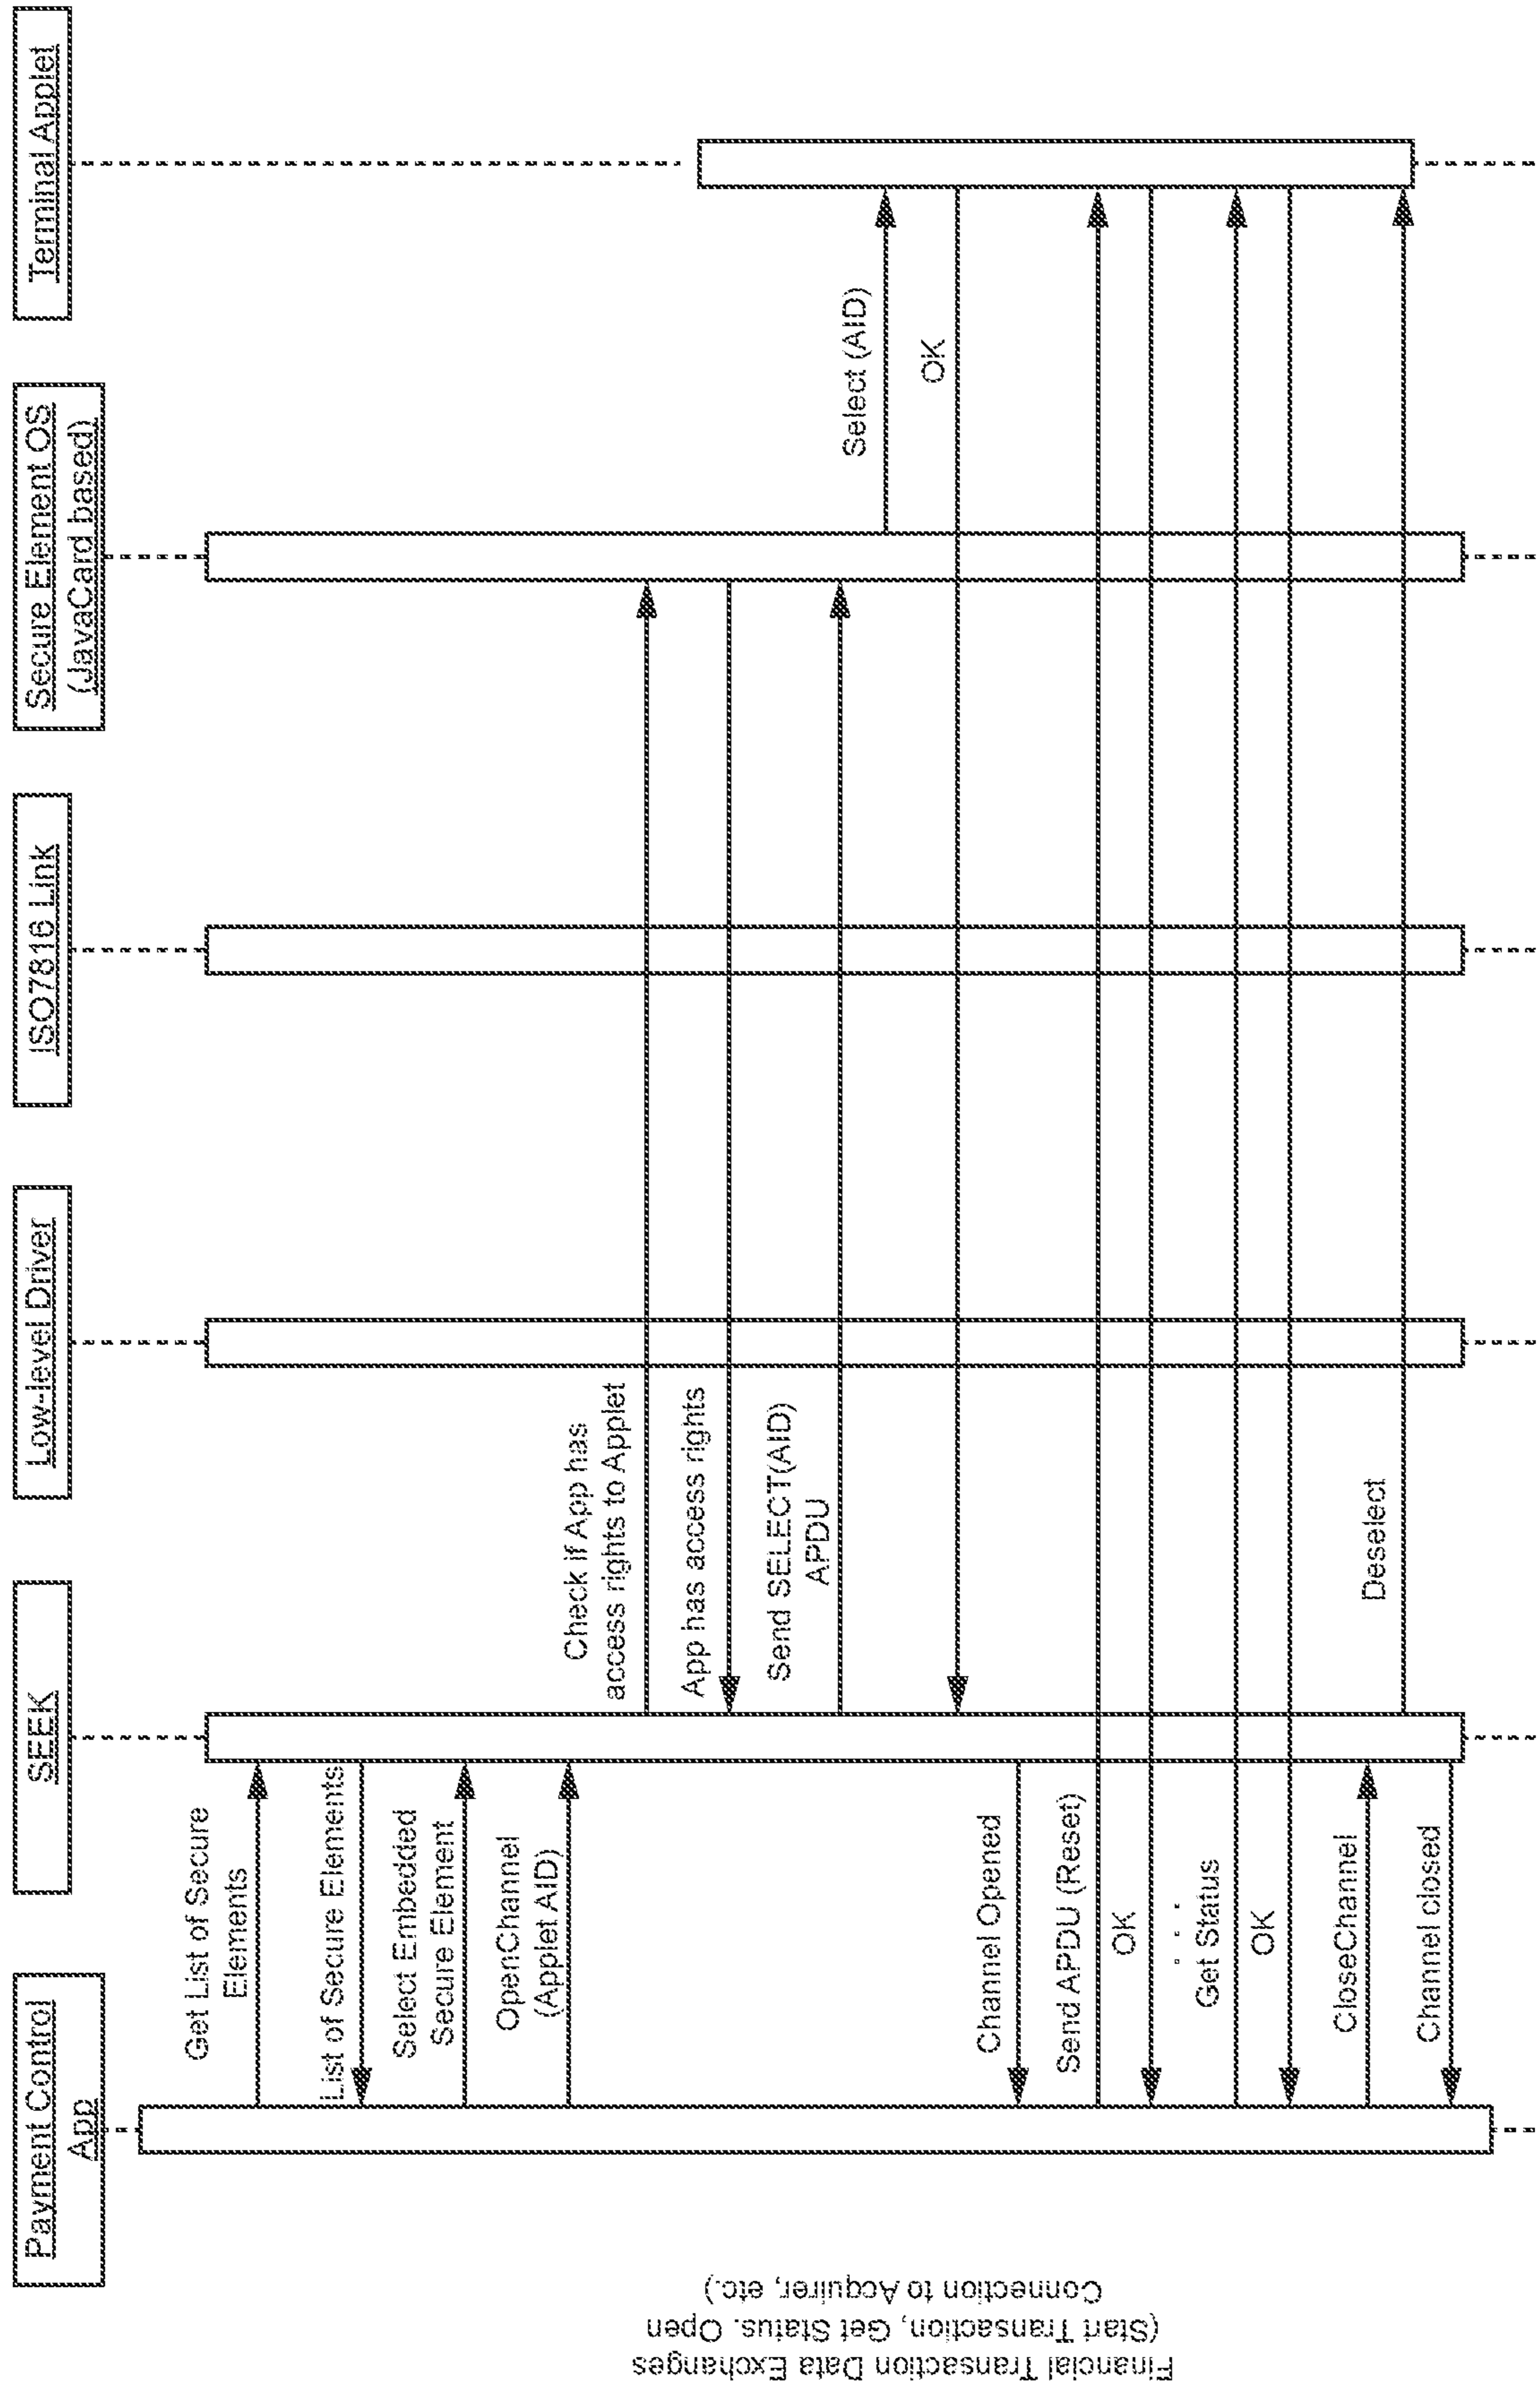 Payment Control
App
SEEK
Low-level Driver
ISO7816 Link
Secure Element OS
(JavaCard based)
Terminal Applet
Get List of Secure
Elements
List of Secure Elements
Select Embedded
Secure Element
OpenChannel
(Applet AID)
Check if App has
access rights to Applet
App has access rights
Send SELECT(AID)
APDU
Select (AID)
OK
Channel Opened
Send APDU (Reset)
OK
. . .
Get Status
OK
CloseChannel
Deselect
Channel closed
Financial Transaction Data Exchanges
(Start Transaction, Get Status. Open
Connection to Acquirer, etc.)